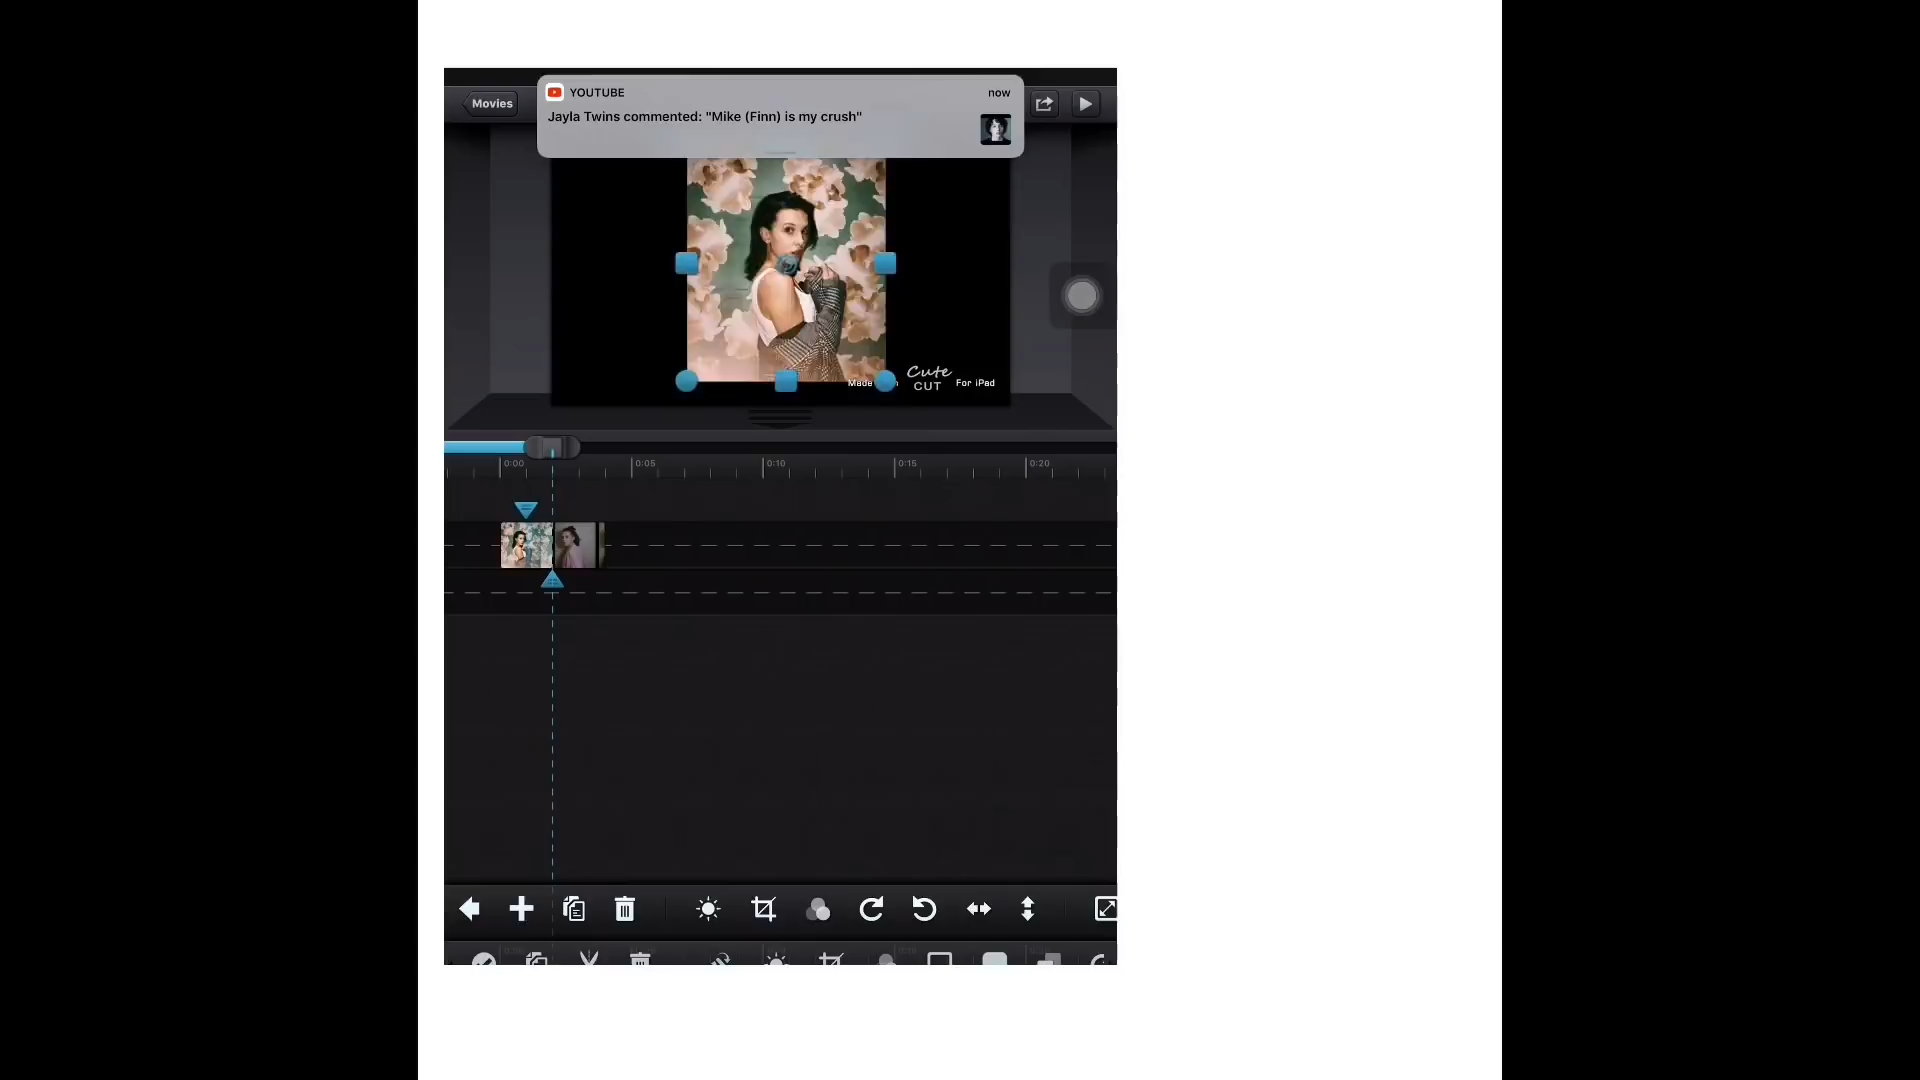 YOUTUBE
now
Movies
Jayla Twins commented: "Mike (Finn) is my crush"
Cute
Made
CUT
For iPad
0:00
0:05
0:10
0:15
0:20